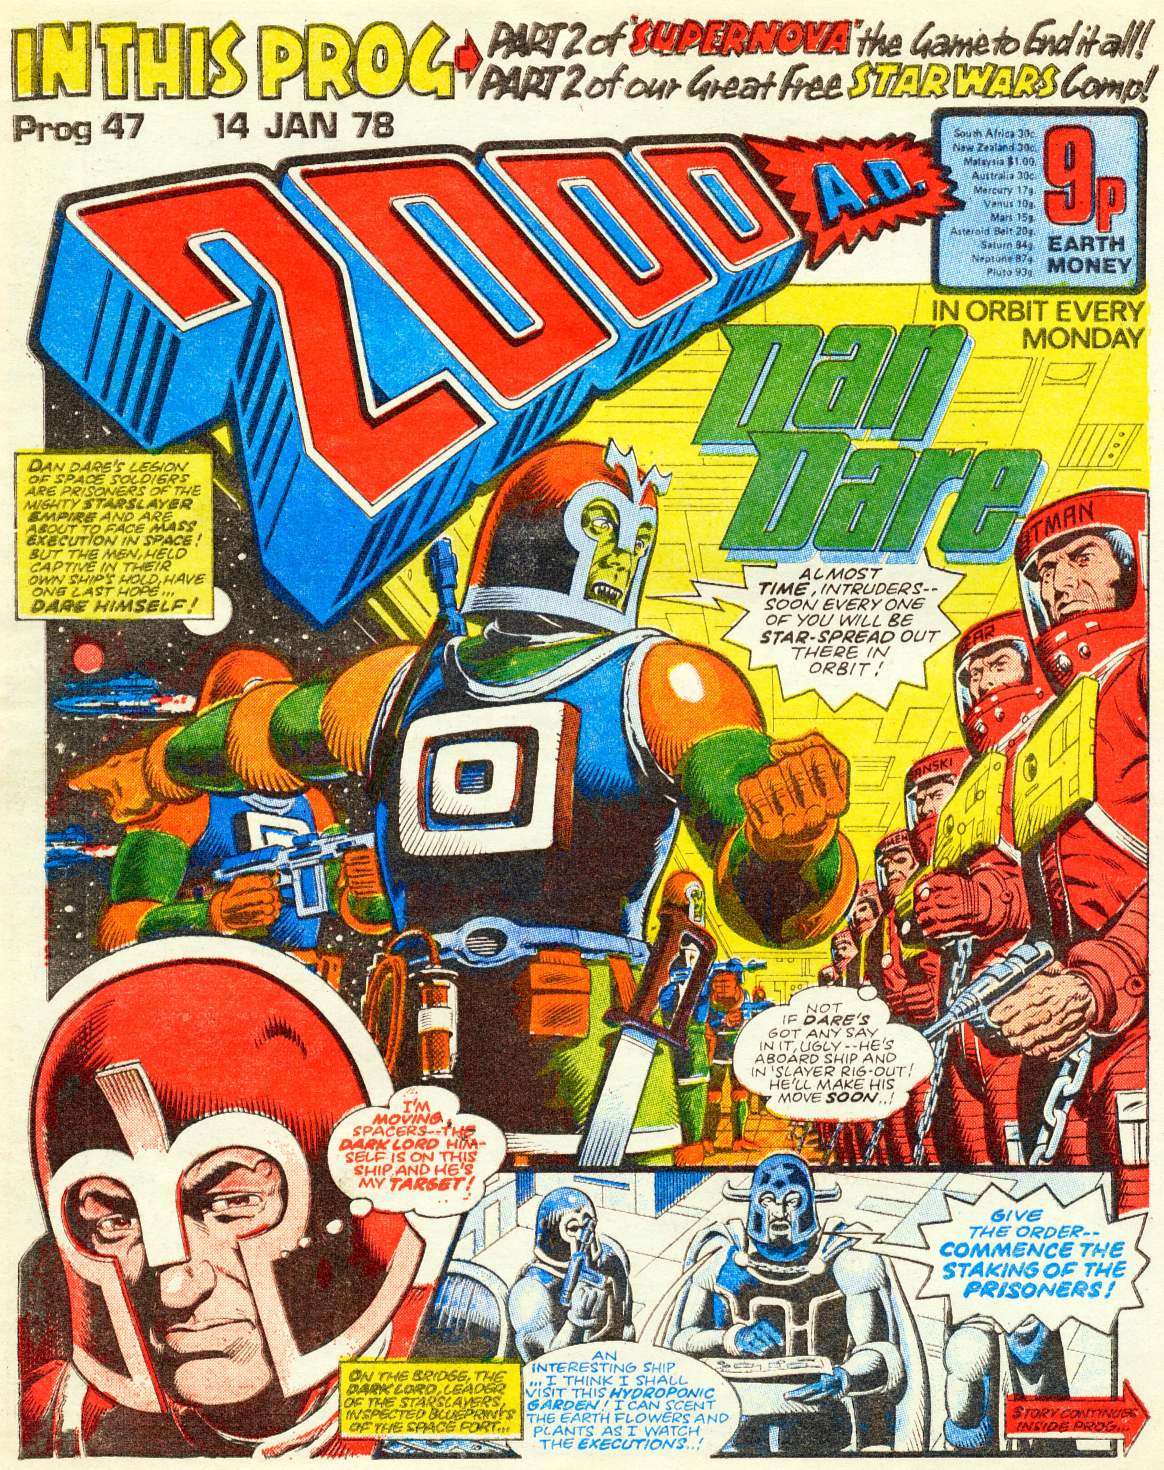 IN THIS PROG
PART 2 of "SUPERNOVA" the Game to End it all!
PART 2 of our Great Free STAR WARS Comp!
Prog 47 14 JAN 78
2000
A.D.
South Africa 30c.
New Zealand 30c.
Malaysia $1.00.
Australia 30c.
Mercury 17g.
Venus 10g.
Mars 15g.
Asteroid Belt 20g.
Saturn 84g.
Neptune 87g.
Pluto 93g.
9p
EARTH
MONEY
IN ORBIT EVERY
MONDAY
Dan
Dare
DAN DARE'S LEGION
OF SPACE SOLDIERS
ARE PRISONERS OF THE
MIGHTY STARSLAYER
EMPIRE AND ARE
ABOUT TO FACE MASS
EXECUTION IN SPACE!
BUT THE MEN, HELD
CAPTIVE IN THEIR
OWN SHIP'S HOLD, HAVE
ONE LAST HOPE...
DARE HIMSELF!
ALMOST
TIME, INTRUDERS--
SOON EVERY ONE
OF YOU WILL BE
STAR-SPREAD OUT
THERE IN
ORBIT!
TMAN
EAR
ANSKI
NOT
IF DARE'S
GOT ANY SAY
IN IT, UGLY--HE'S
ABOARD SHIP AND
IN 'SLAYER RIG-OUT!
HE'LL MAKE HIS
MOVE SOON..!
I'M
MOVING,
SPACERS--THE
DARK LORD HIM-
SELF IS ON THIS
SHIP. AND HE'S
MY TARGET!
GIVE
THE ORDER--
COMMENCE THE
STAKING OF THE
PRISONERS!
ON THE BRIDGE, THE
DARK LORD, LEADER
OF THE STARSLAYERS,
INSPECTED BLUEPRINTS
OF THE SPACE FORT...
AN
INTERESTING SHIP
... I THINK I SHALL
VISIT THIS HYDROPONIC
GARDEN! I CAN SCENT
THE EARTH FLOWERS AND
PLANTS AS I WATCH
THE EXECUTIONS..!
STORY CONTINUES
INSIDE PROG...